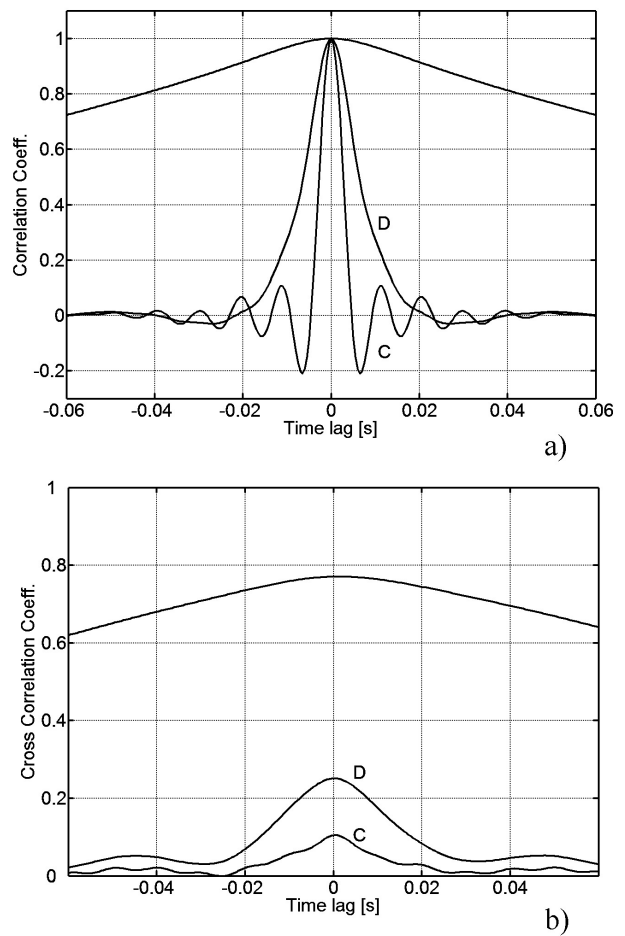 1
0.8
0.6
0.4
0.2
0
-0.2
Correlation Coeff.
D
C
-0.06 -0.04 -0.02 0 0.02 0.04 0.06
Time lag [s]
a)
1
0.8
0.6
0.4
0.2
0
Cross Correlation Coeff.
D
C
-0.04 -0.02 0 0.02 0.04
Time lag [s]
b)